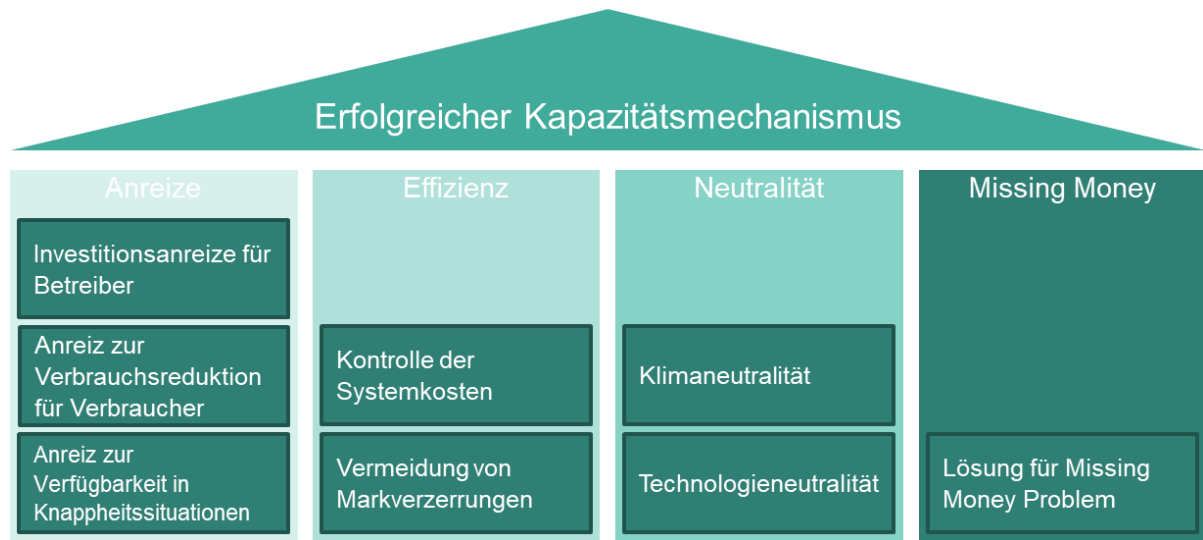 Erfolgreicher Kapazitätsmechanismus
Anreize
Investitionsanreize für
Betreiber
Anreiz zur
Verbrauchsreduktion
für Verbraucher
Anreiz zur
Verfügbarkeit in
Knappheitssituationen
Effizienz
Kontrolle der
Systemkosten
Vermeidung von
Markverzerrungen
Neutralität
Klimaneutralität
Technologieneutralität
Missing Money
Lösung für Missing
Money Problem